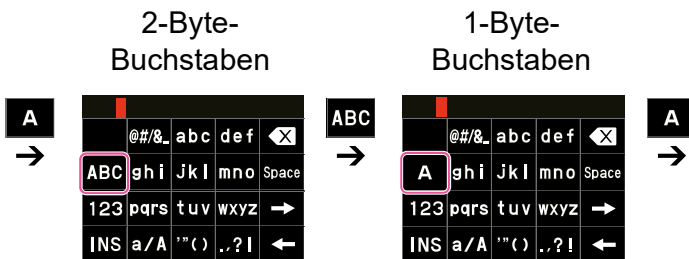 2-Byte-
Buchstaben
1-Byte-
Buchstaben
A
→
@#/&_ abc def
ABC ghi JKl mno Space
123 pqrs tuv wxyz →
INS a/A '"() .,?! ←
ABC
→
@#/&_ abc def
A ghi JKl mno Space
123 pqrs tuv wxyz →
INS a/A '"() .,?! ←
A
→